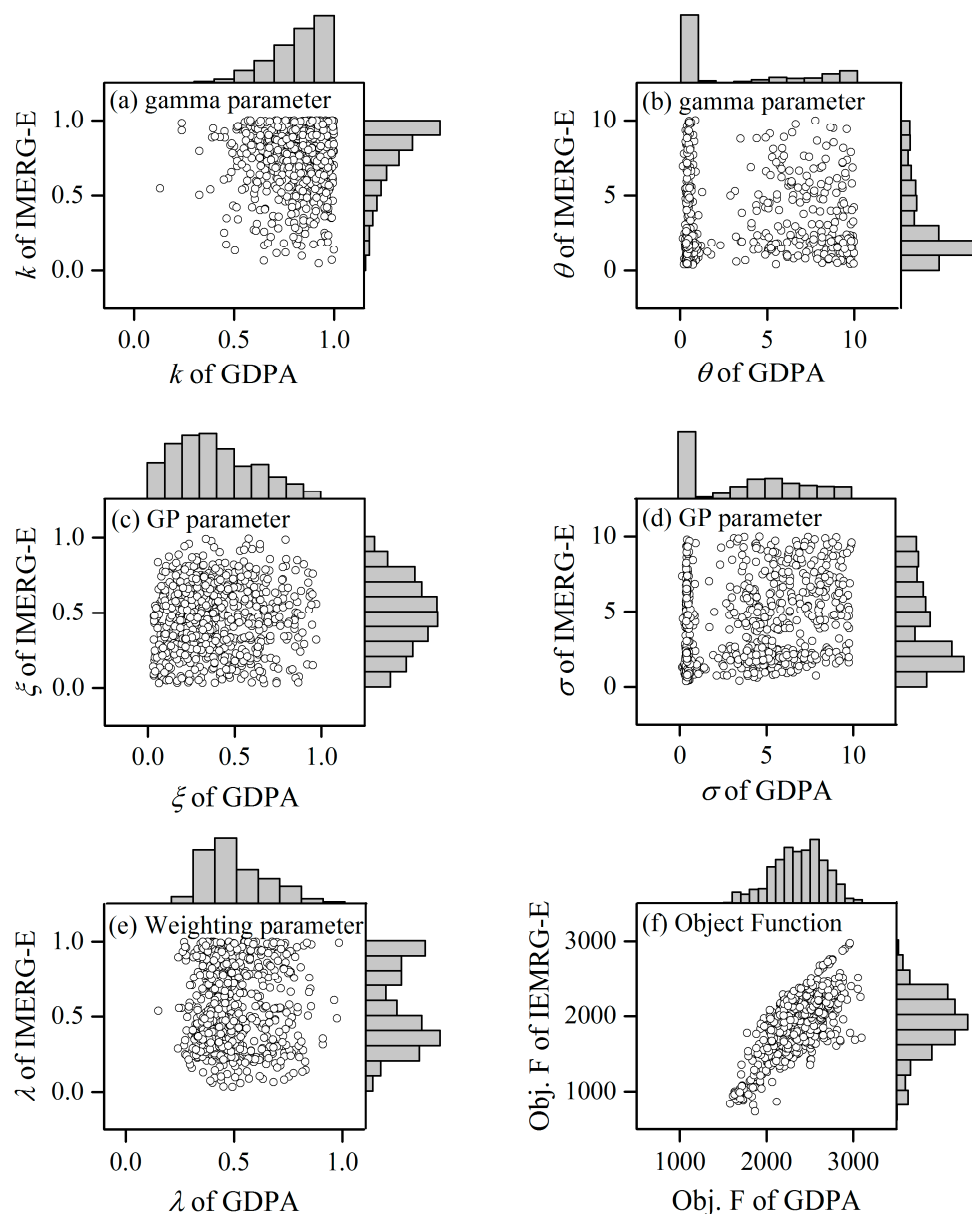 (a) gamma parameter
k of IMERG-E
1.0
0.5
0.0
0.0 0.5 1.0
k of GDPA
(b) gamma parameter
θ of IMERG-E
10
5
0
0 5 10
θ of GDPA
(c) GP parameter
ξ of IMERG-E
1.0
0.5
0.0
0.0 0.5 1.0
ξ of GDPA
(d) GP parameter
σ of IMERG-E
10
5
0
0 5 10
σ of GDPA
(e) Weighting parameter
λ of IMERG-E
1.0
0.5
0.0
0.0 0.5 1.0
λ of GDPA
(f) Object Function
Obj. F of IEMRG-E
3000
2000
1000
1000 2000 3000
Obj. F of GDPA